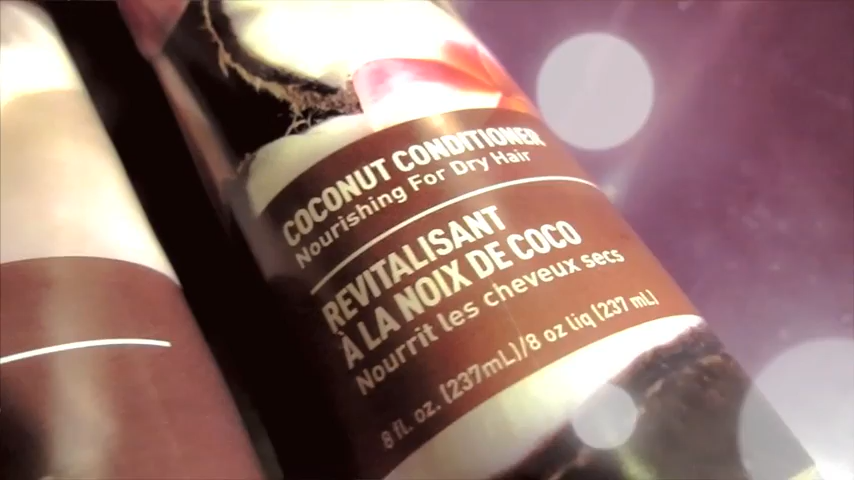 COCONUT CONDITIONER
Nourishing For Dry Hair
REVITALISANT
À LA NOIX DE COCO
Nourrit les cheveux secs
8 fl. oz. (237mL)/8 oz liq (237 mL)